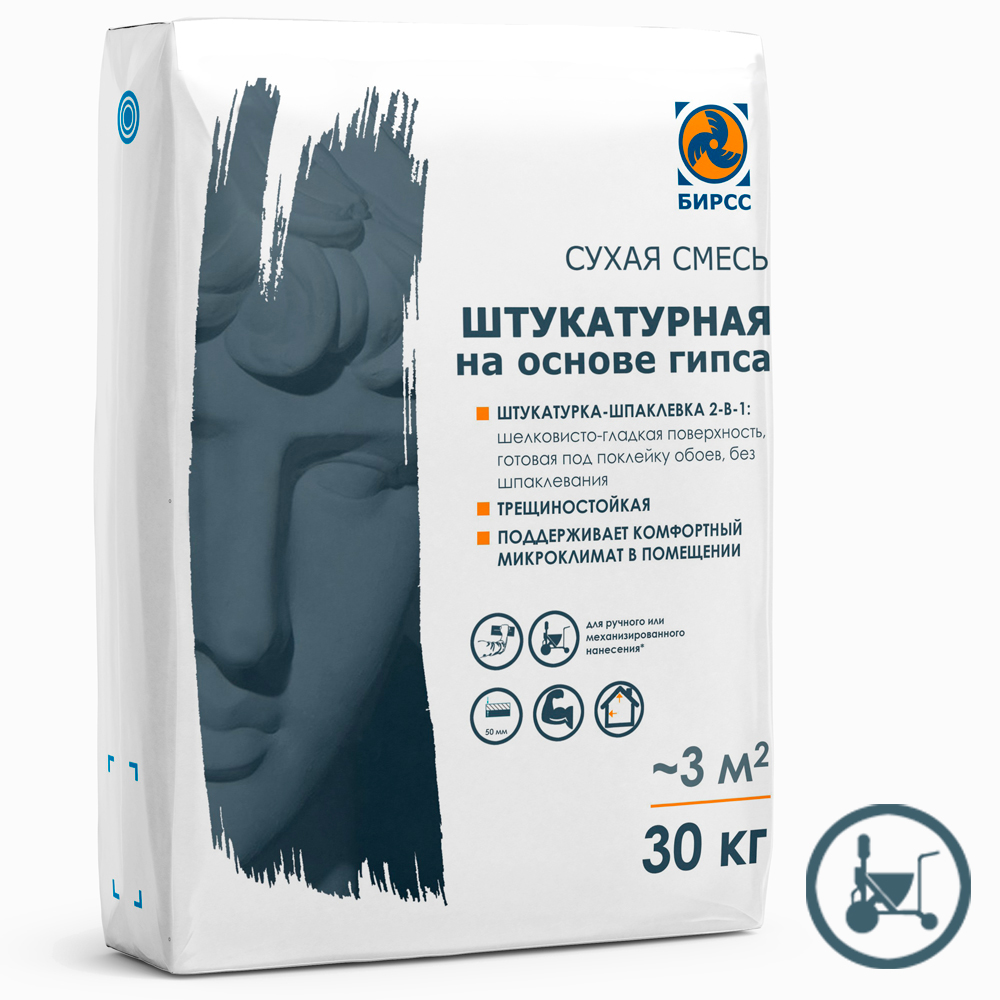 БИРСС
СУХАЯ СМЕСЬ
ШТУКАТУРНАЯ
на основе гипса
ШТУКАТУРКА-ШПАКЛЕВКА 2-В-1:
шелковисто-гладкая поверхность,
готовая под поклейку обоев, без
шпаклевания
ТРЕЩИНОСТОЙКАЯ
ПОДДЕРЖИВАЕТ КОМФОРТНЫЙ
МИКРОКЛИМАТ В ПОМЕЩЕНИИ
для ручного или
механизированного
нанесения*
50 мм
~3 м²
30 кг